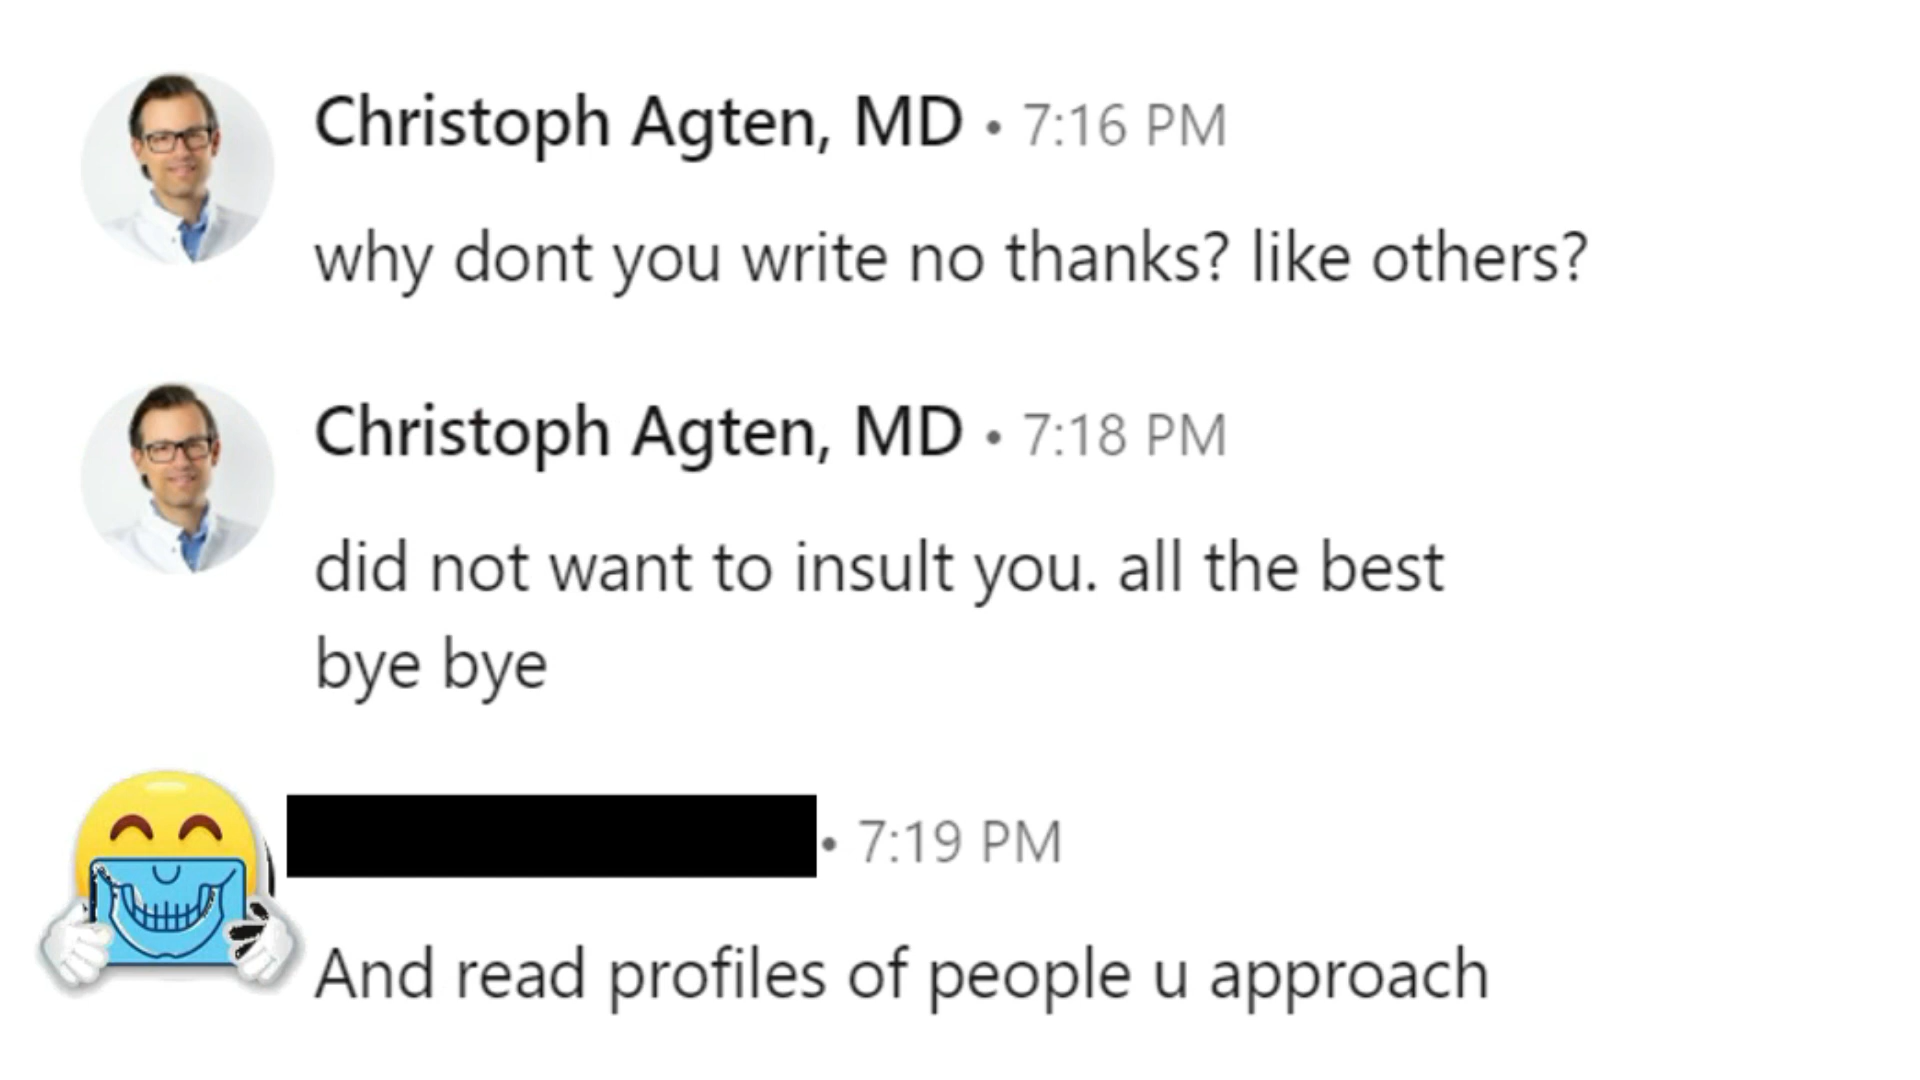 Christoph Agten, MD • 7:16 PM
why dont you write no thanks? like others?
Christoph Agten, MD • 7:18 PM
did not want to insult you. all the best
bye bye
• 7:19 PM
And read profiles of people u approach